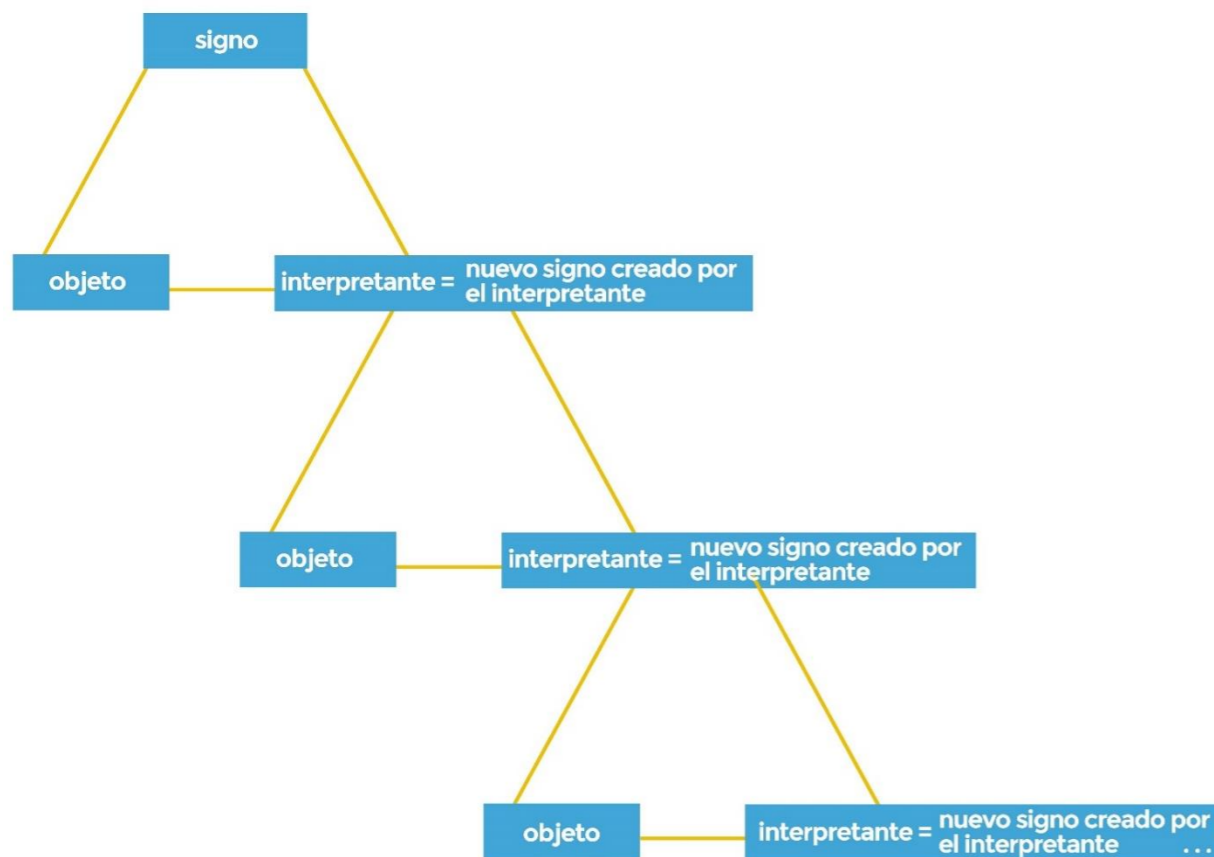 signo
objeto
interpretante = nuevo signo creado por
el interpretante
objeto
interpretante = nuevo signo creado por
el interpretante
objeto
interpretante = nuevo signo creado por
el interpretante ...